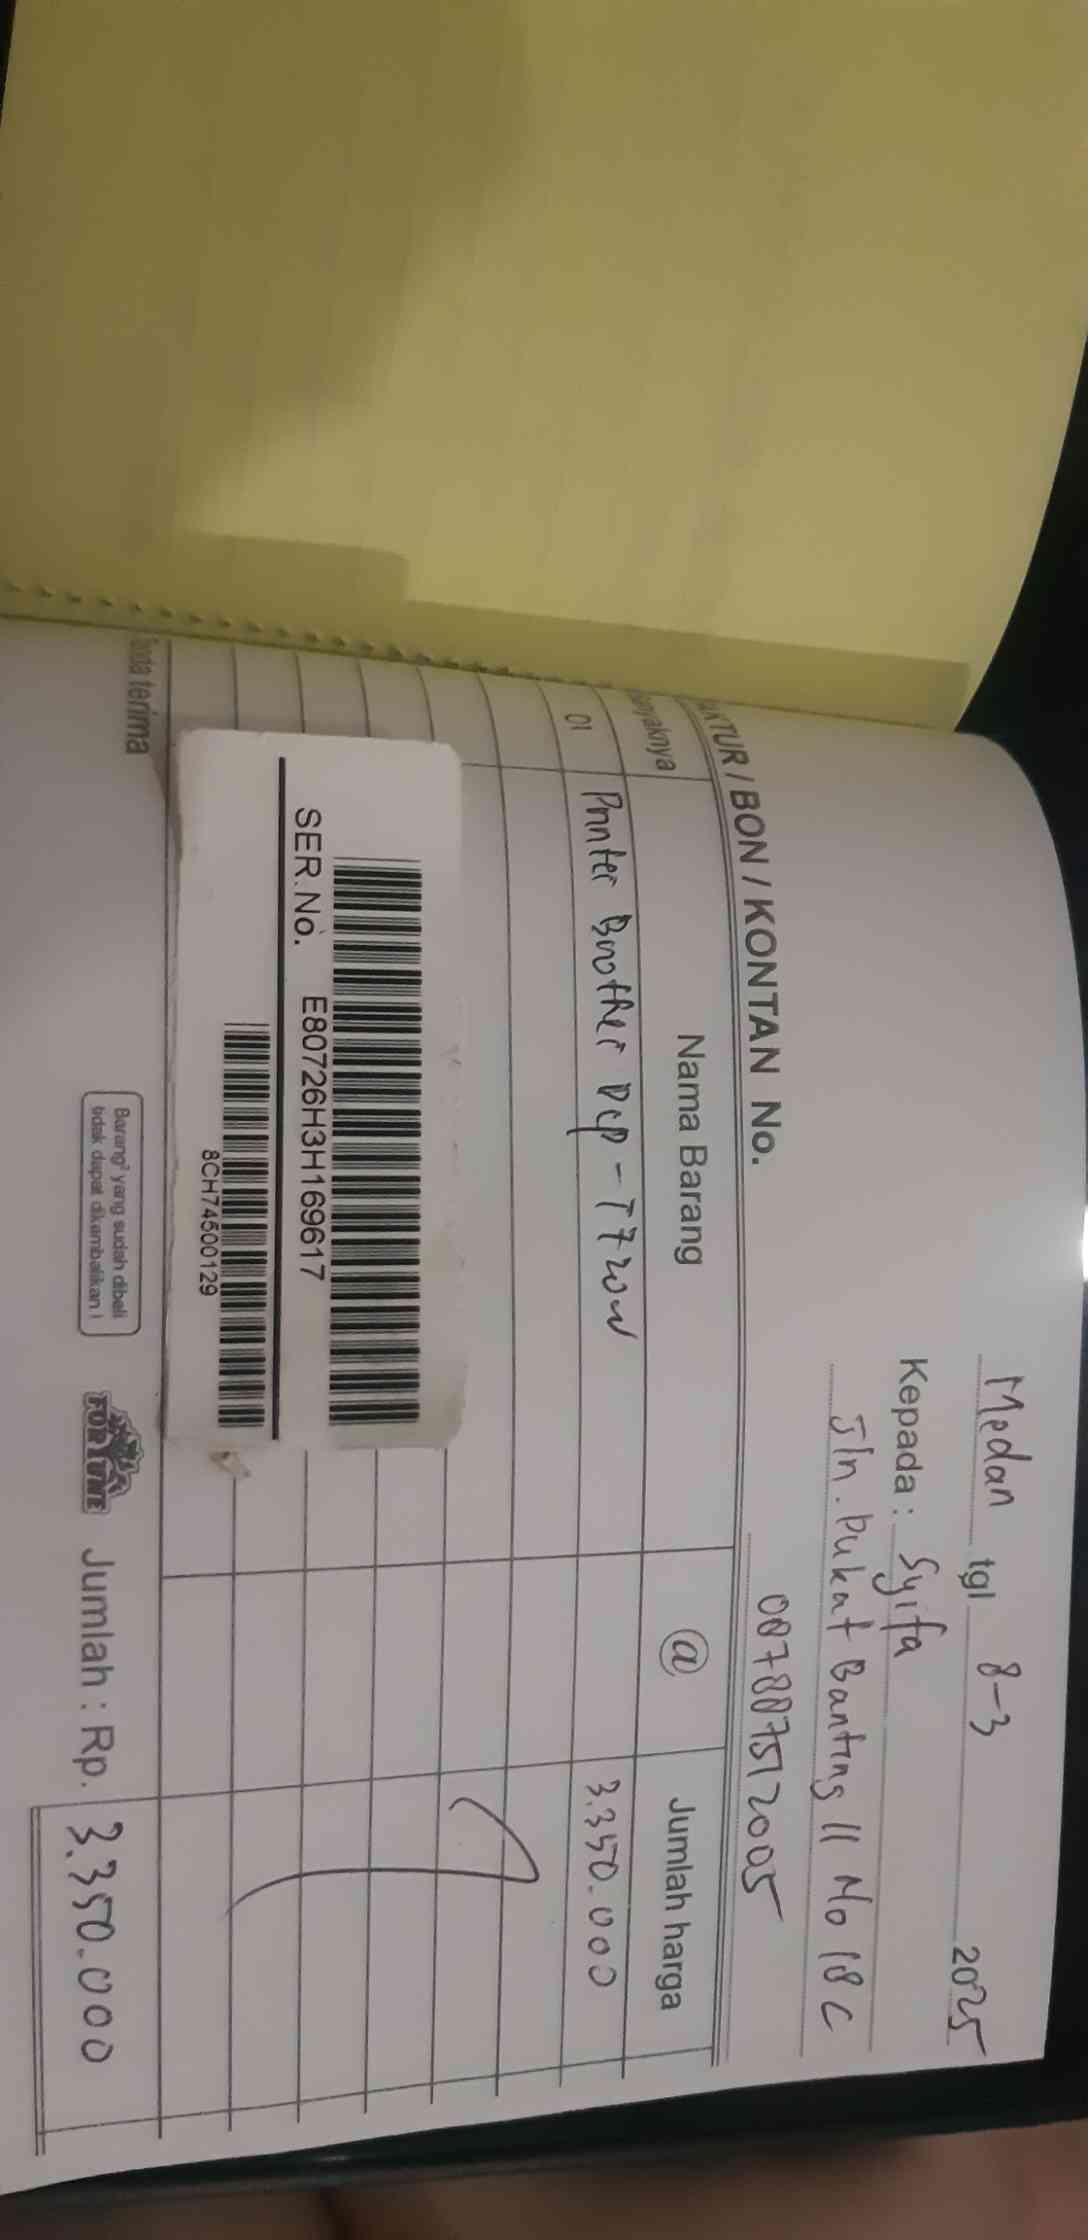 Medan tgl 8-3 2025
Kepada : Syifa
Jln. Pukat Banting II No 18 C
087887512005
FAKTUR / BON / KONTAN No.
Banyaknya Nama Barang @ Jumlah harga
01 Printer Brother DCP - T720W 3.350.000
SER.No. E80726H3H169617
8CH74500129
Tanda terima
Barang² yang sudah dibeli
tidak dapat dikembalikan !
FORTUNE
Jumlah : Rp. 3.350.000